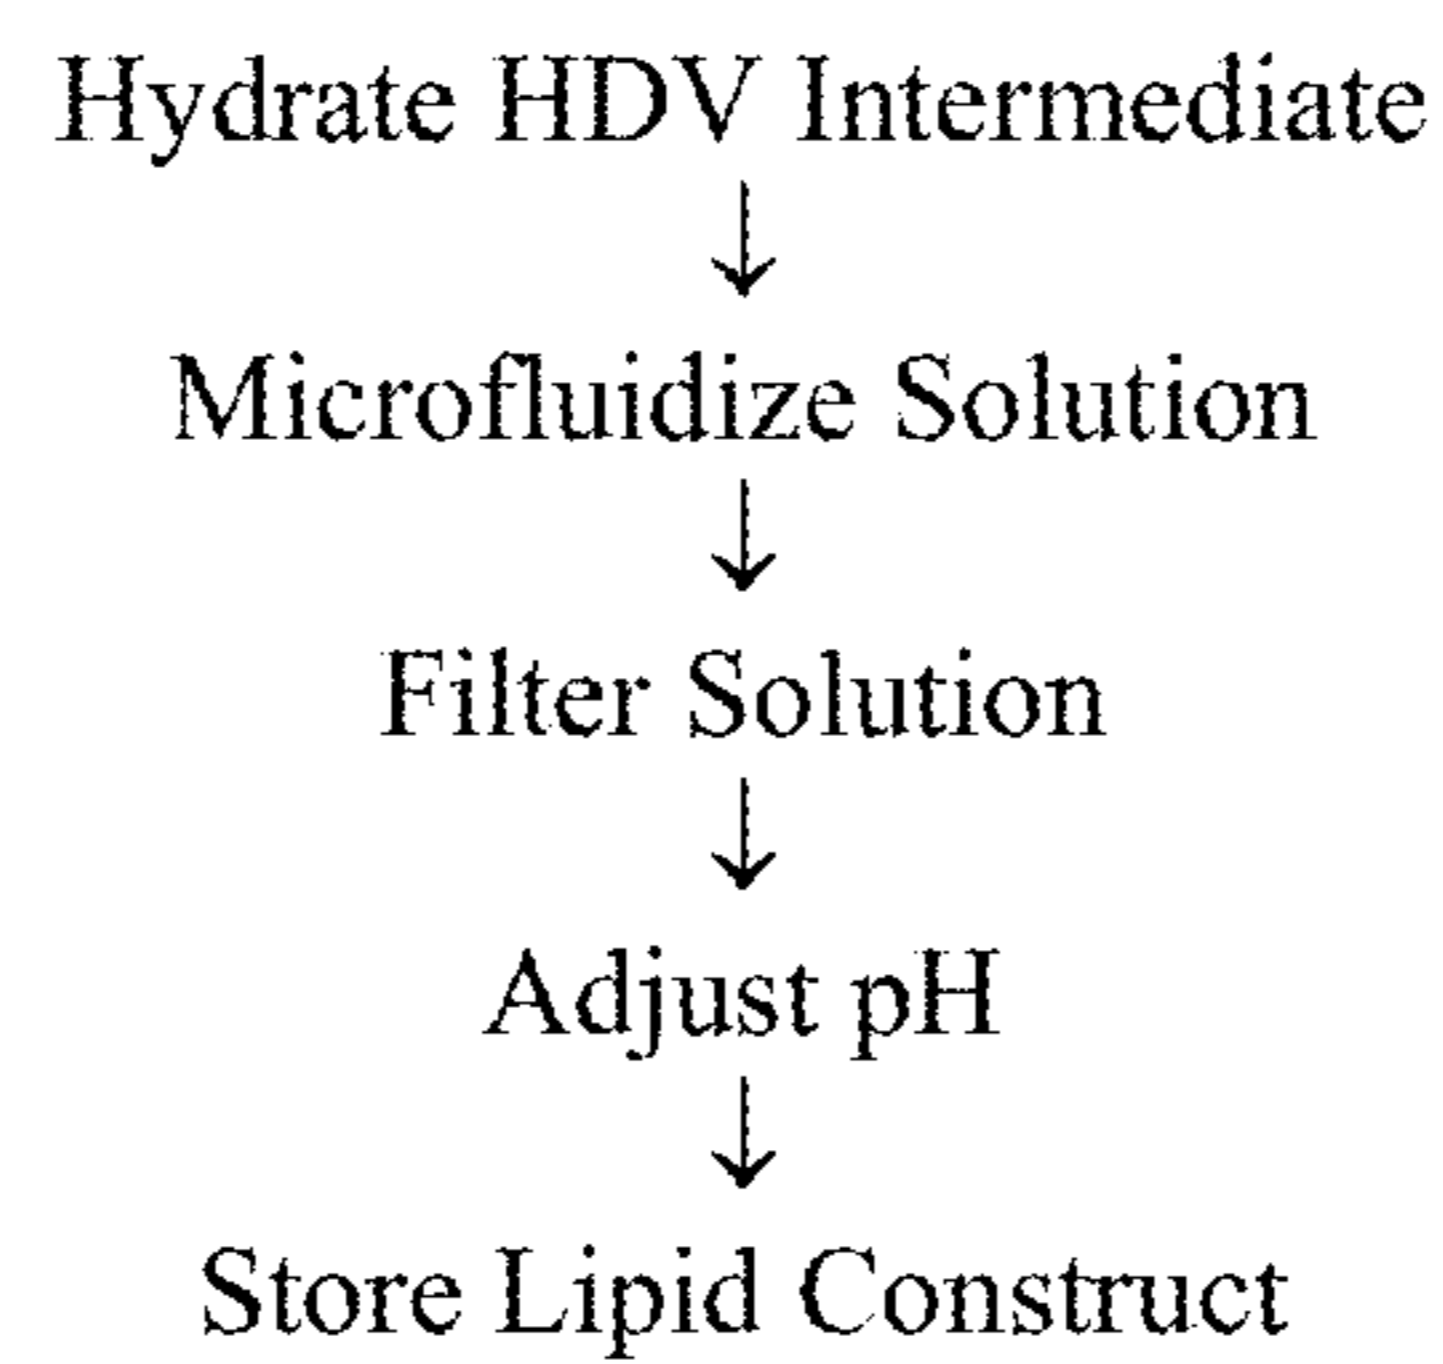 Hydrate HDV Intermediate
Microfluidize Solution
Filter Solution
Adjust pH
Store Lipid Construct